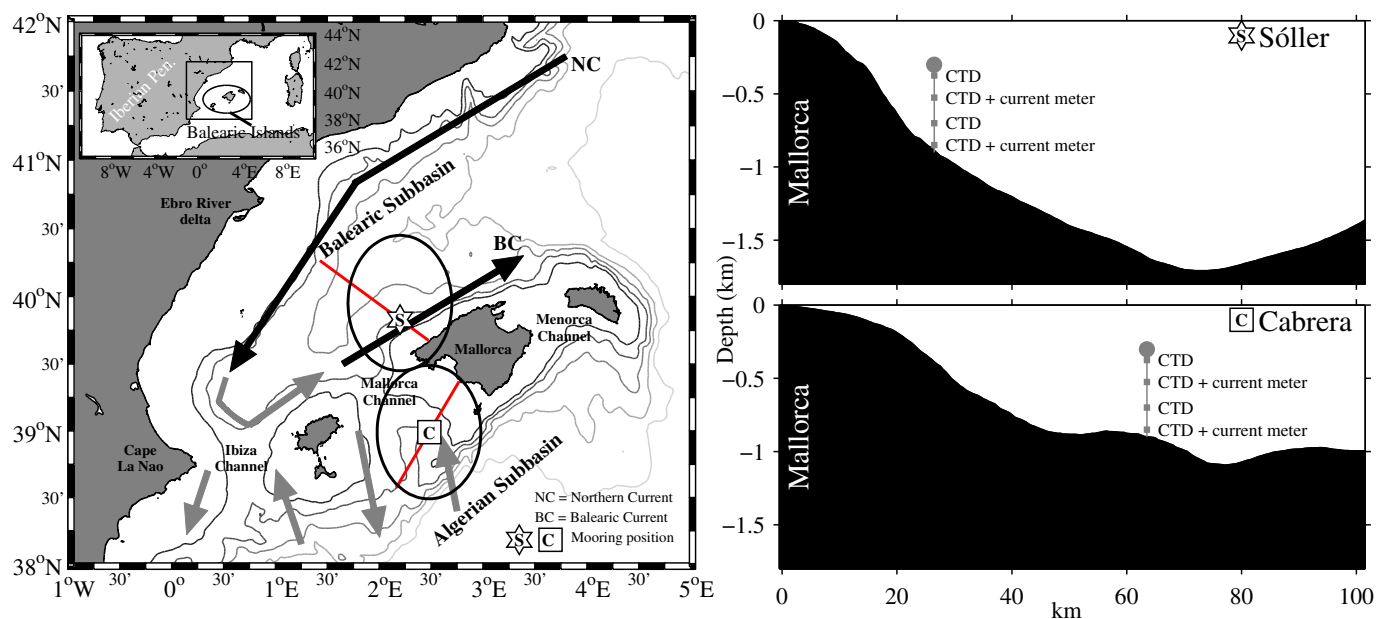 42°N
41°N
30′
40°N
30′
39°N
30′
38°N
1°W
30′
0°
30′
1°E
30′
2°E
30′
3°E
30′
4°E
30′
5°E
44°N
42°N
40°N
38°N
36°N
8°W
4°W
0°
4°E
8°E
Iberian Pen.
Balearic Islands
NC
Balearic Subbasin
Ebro River
delta
BC
S
Menorca
Channel
Mallorca
Mallorca
Channel
C
Cape
La Nao
Ibiza
Channel
Algerian Subbasin
NC = Northern Current
BC = Balearic Current
S C Mooring position
S Sóller
CTD
CTD + current meter
CTD
CTD + current meter
Mallorca
0
−0.5
−1
−1.5
Depth (km)
C Cabrera
CTD
CTD + current meter
CTD
CTD + current meter
Mallorca
0
−0.5
−1
−1.5
0
20
40
60
80
100
km